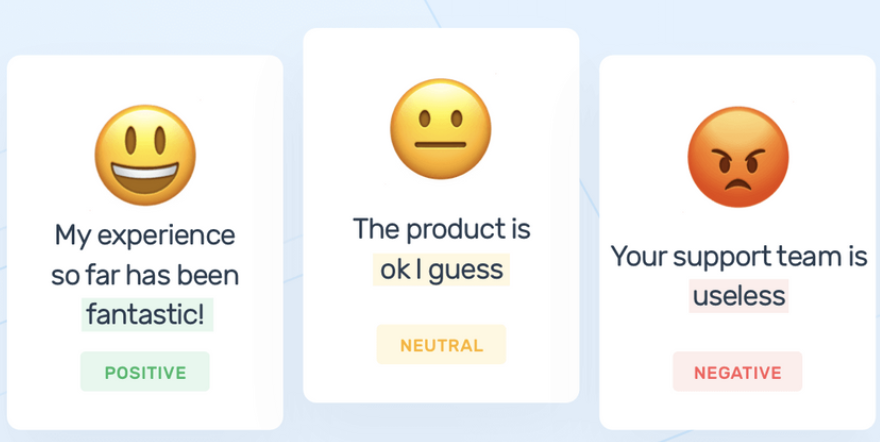 My experience
so far has been
fantastic!
POSITIVE
The product is
ok I guess
NEUTRAL
Your support team is
useless
NEGATIVE